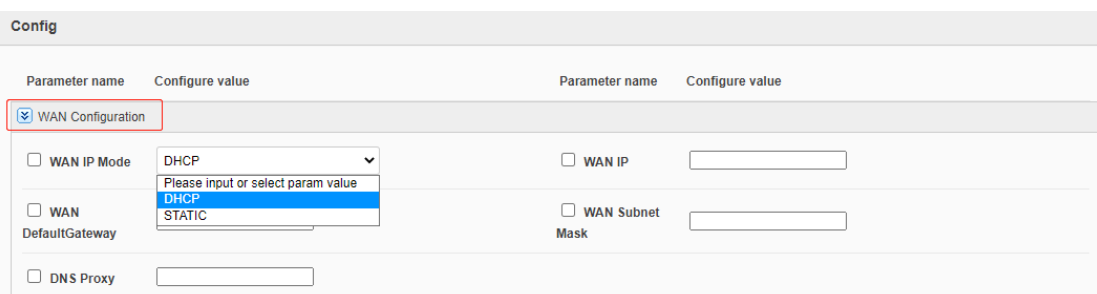 Config
Parameter name Configure value Parameter name Configure value
WAN Configuration
WAN IP Mode DHCP WAN IP
Please input or select param value
DHCP
STATIC
WAN DefaultGateway
WAN Subnet Mask
DNS Proxy